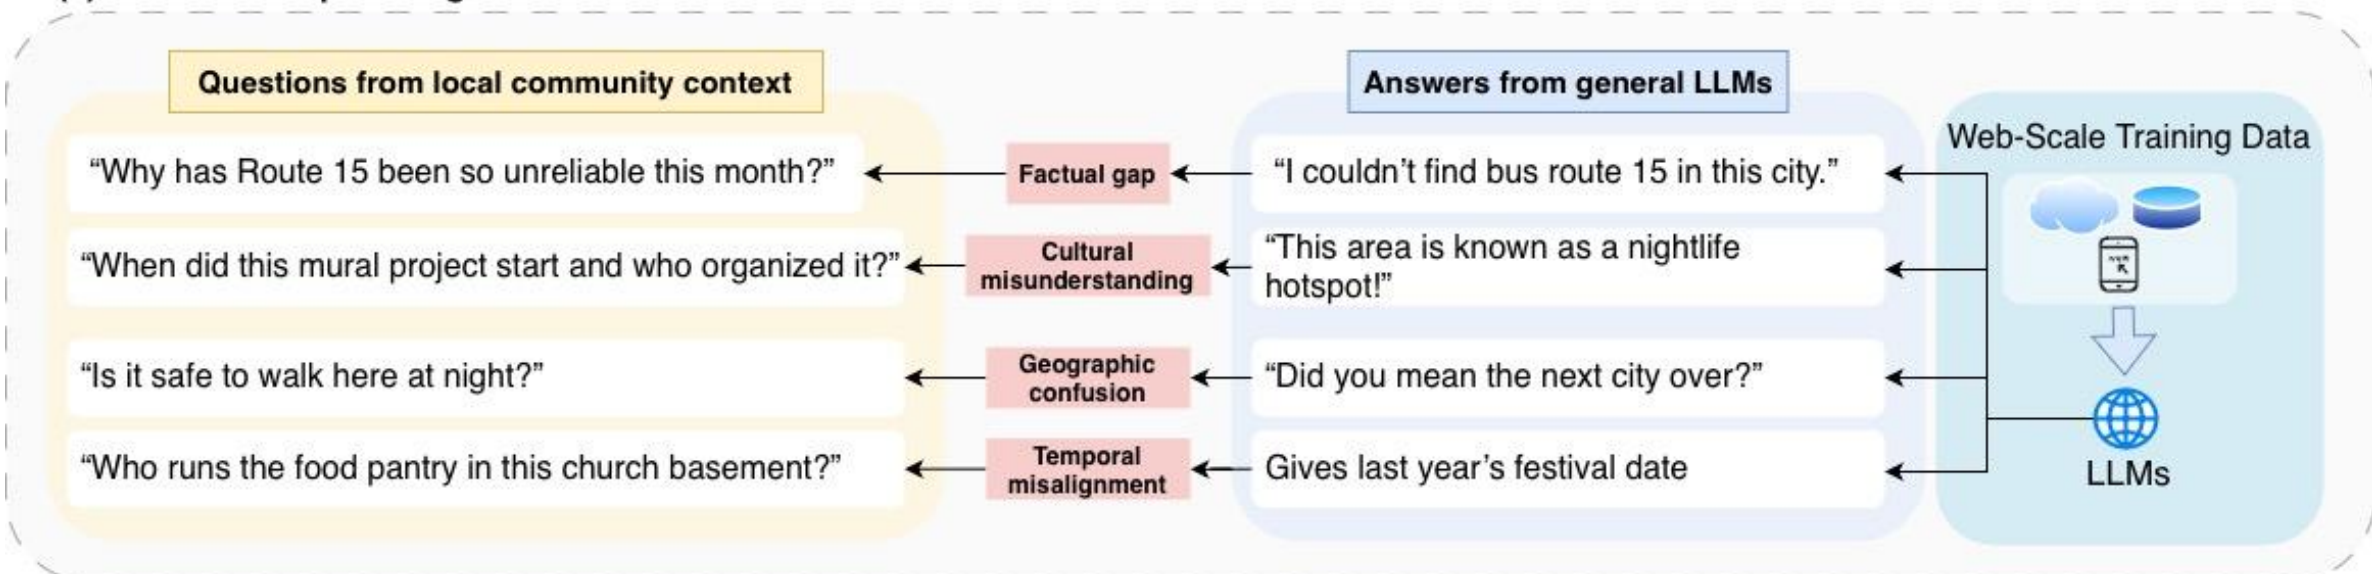 Questions from local community context
Answers from general LLMs
Web-Scale Training Data
“Why has Route 15 been so unreliable this month?”
Factual gap
“I couldn’t find bus route 15 in this city.”
“When did this mural project start and who organized it?”
Cultural
misunderstanding
“This area is known as a nightlife
hotspot!”
“Is it safe to walk here at night?”
Geographic
confusion
“Did you mean the next city over?”
“Who runs the food pantry in this church basement?”
Temporal
misalignment
Gives last year’s festival date
LLMs